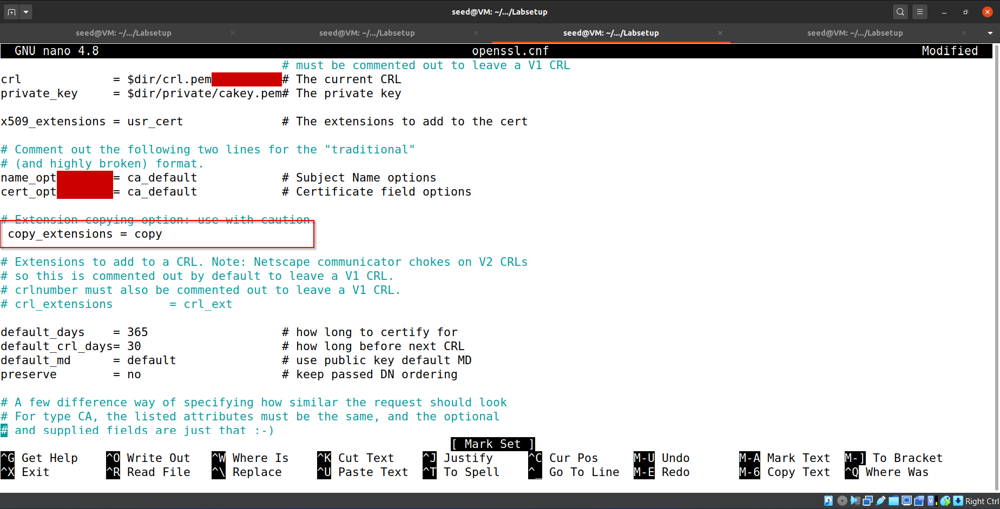 seed@VM: ~/.../Labsetup
seed@VM: ~/.../Labsetup seed@VM: ~/.../Labsetup seed@VM: ~/.../Labsetup seed@VM: ~/.../Labsetup
GNU nano 4.8 openssl.cnf Modified
# must be commented out to leave a V1 CRL
crl = $dir/crl.pem # The current CRL
private_key = $dir/private/cakey.pem# The private key
x509_extensions = usr_cert # The extensions to add to the cert
# Comment out the following two lines for the "traditional"
# (and highly broken) format.
name_opt = ca_default # Subject Name options
cert_opt = ca_default # Certificate field options
# Extension copying option: use with caution.
copy_extensions = copy
# Extensions to add to a CRL. Note: Netscape communicator chokes on V2 CRLs
# so this is commented out by default to leave a V1 CRL.
# crlnumber must also be commented out to leave a V1 CRL.
# crl_extensions = crl_ext
default_days = 365 # how long to certify for
default_crl_days= 30 # how long before next CRL
default_md = default # use public key default MD
preserve = no # keep passed DN ordering
# A few difference way of specifying how similar the request should look
# For type CA, the listed attributes must be the same, and the optional
# and supplied fields are just that :-)
[ Mark Set ]
^G Get Help ^O Write Out ^W Where Is ^K Cut Text ^J Justify ^C Cur Pos M-U Undo M-A Mark Text M-] To Bracket
^X Exit ^R Read File ^\ Replace ^U Paste Text ^T To Spell ^_ Go To Line M-E Redo M-6 Copy Text ^Q Where Was
Right Ctrl